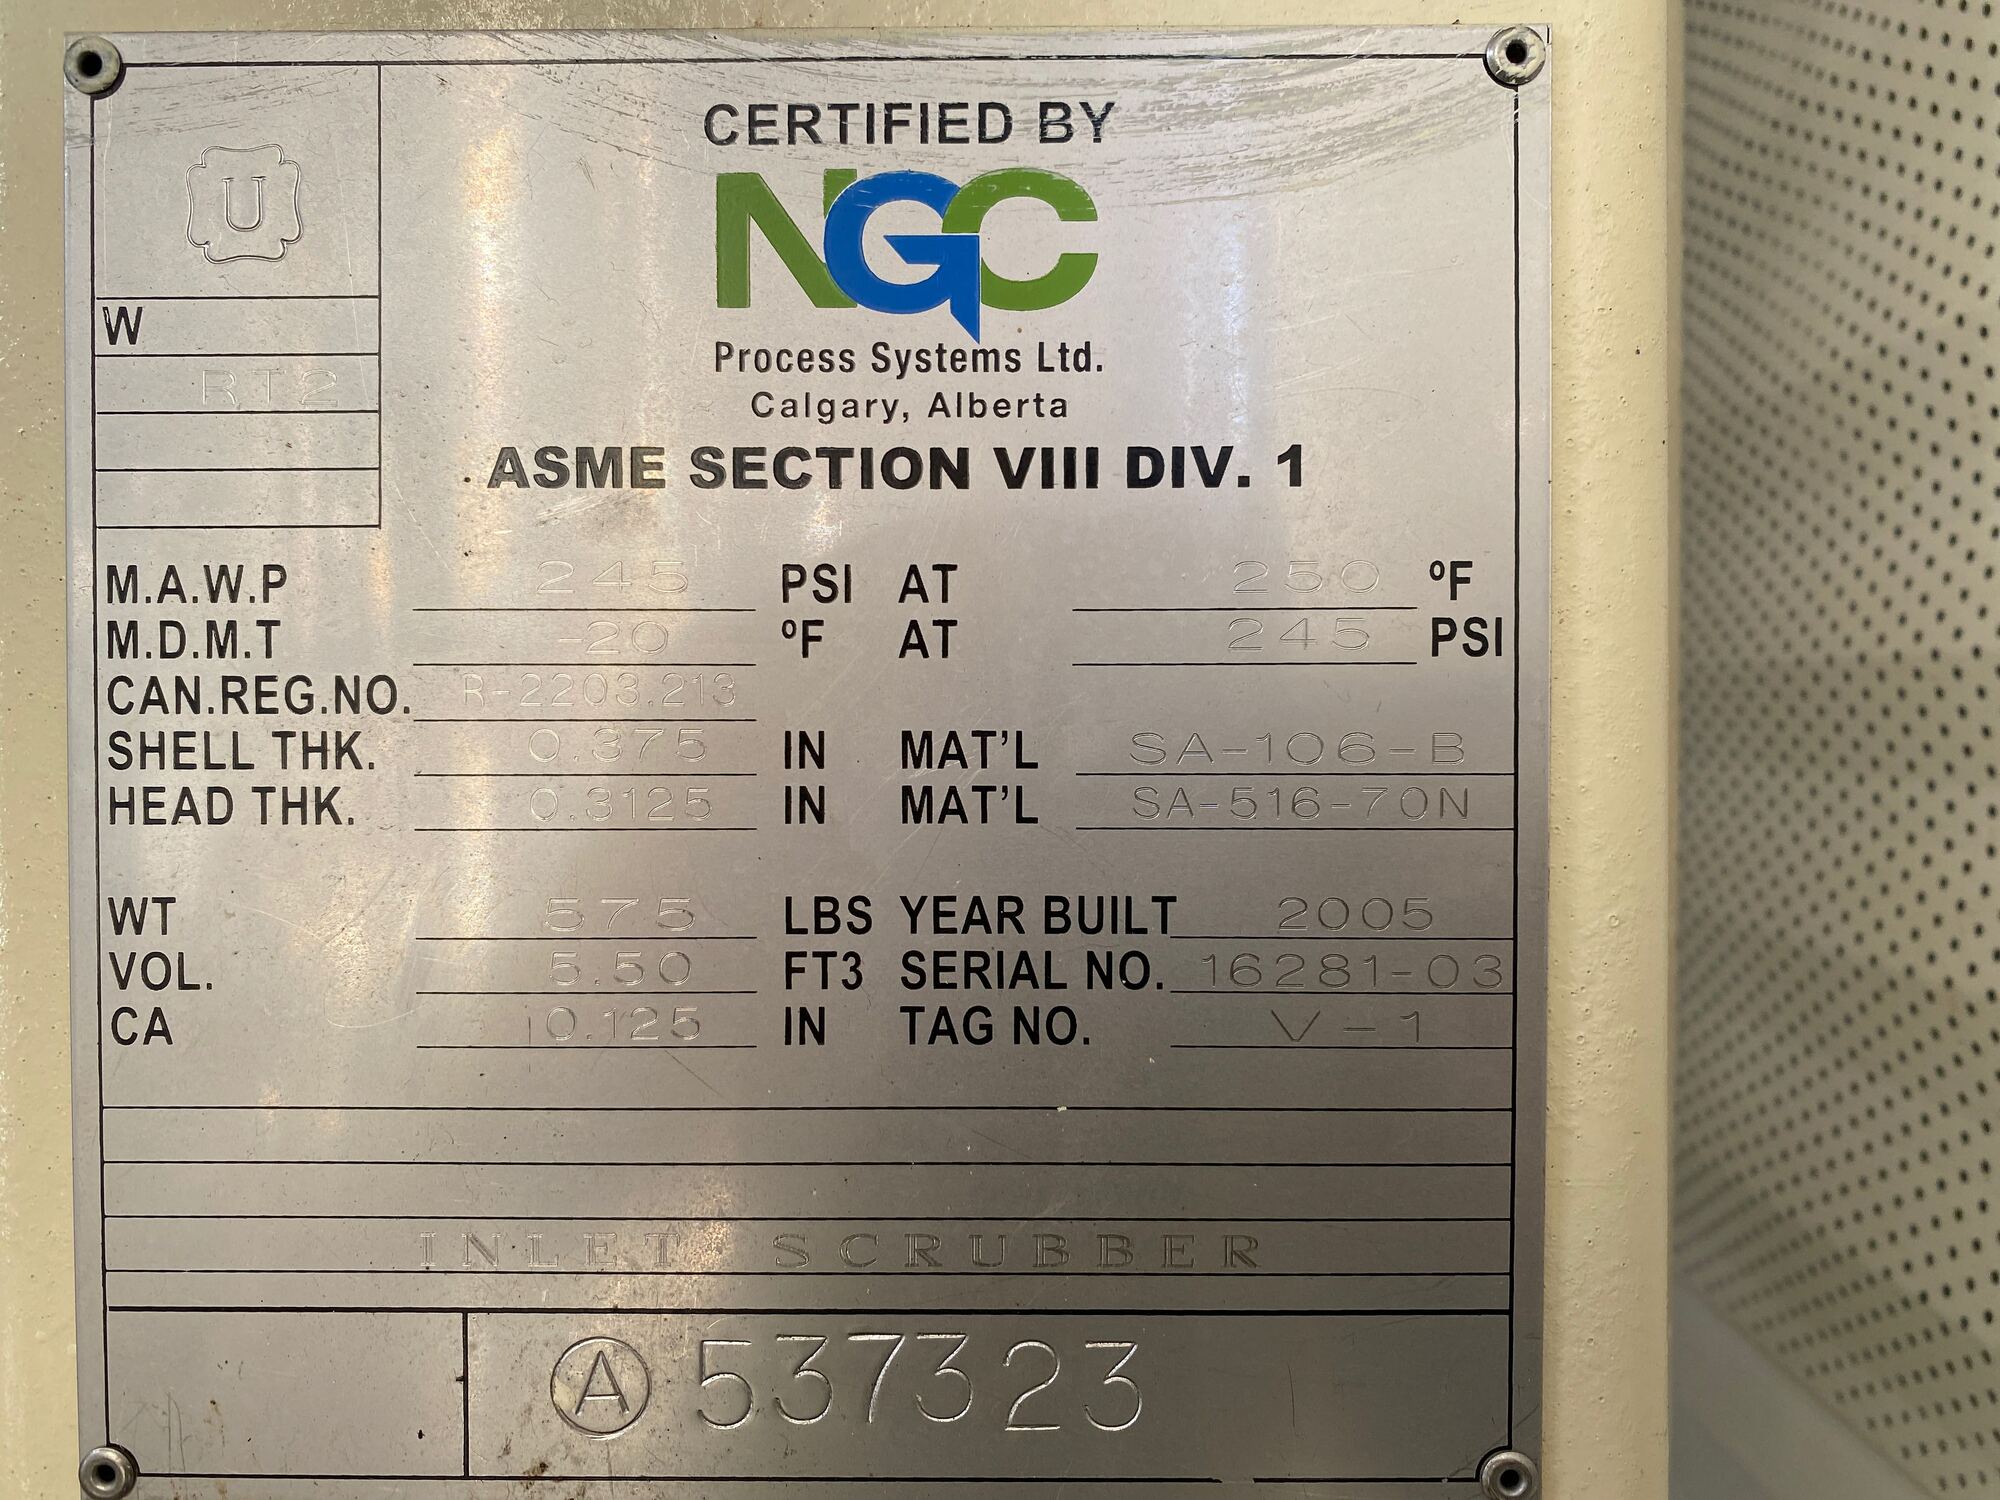 U
W
RT2
CERTIFIED BY
NGC
Process Systems Ltd.
Calgary, Alberta
ASME SECTION VIII DIV. 1
M.A.W.P 245 PSI AT 250 ºF
M.D.M.T -20 ºF AT 245 PSI
CAN.REG.NO. R-2203.213
SHELL THK. 0.375 IN MAT'L SA-106-B
HEAD THK. 0.3125 IN MAT'L SA-516-70N
WT 575 LBS YEAR BUILT 2005
VOL. 5.50 FT3 SERIAL NO. 16281-03
CA 0.125 IN TAG NO. V-1
INLET SCRUBBER
A 537323